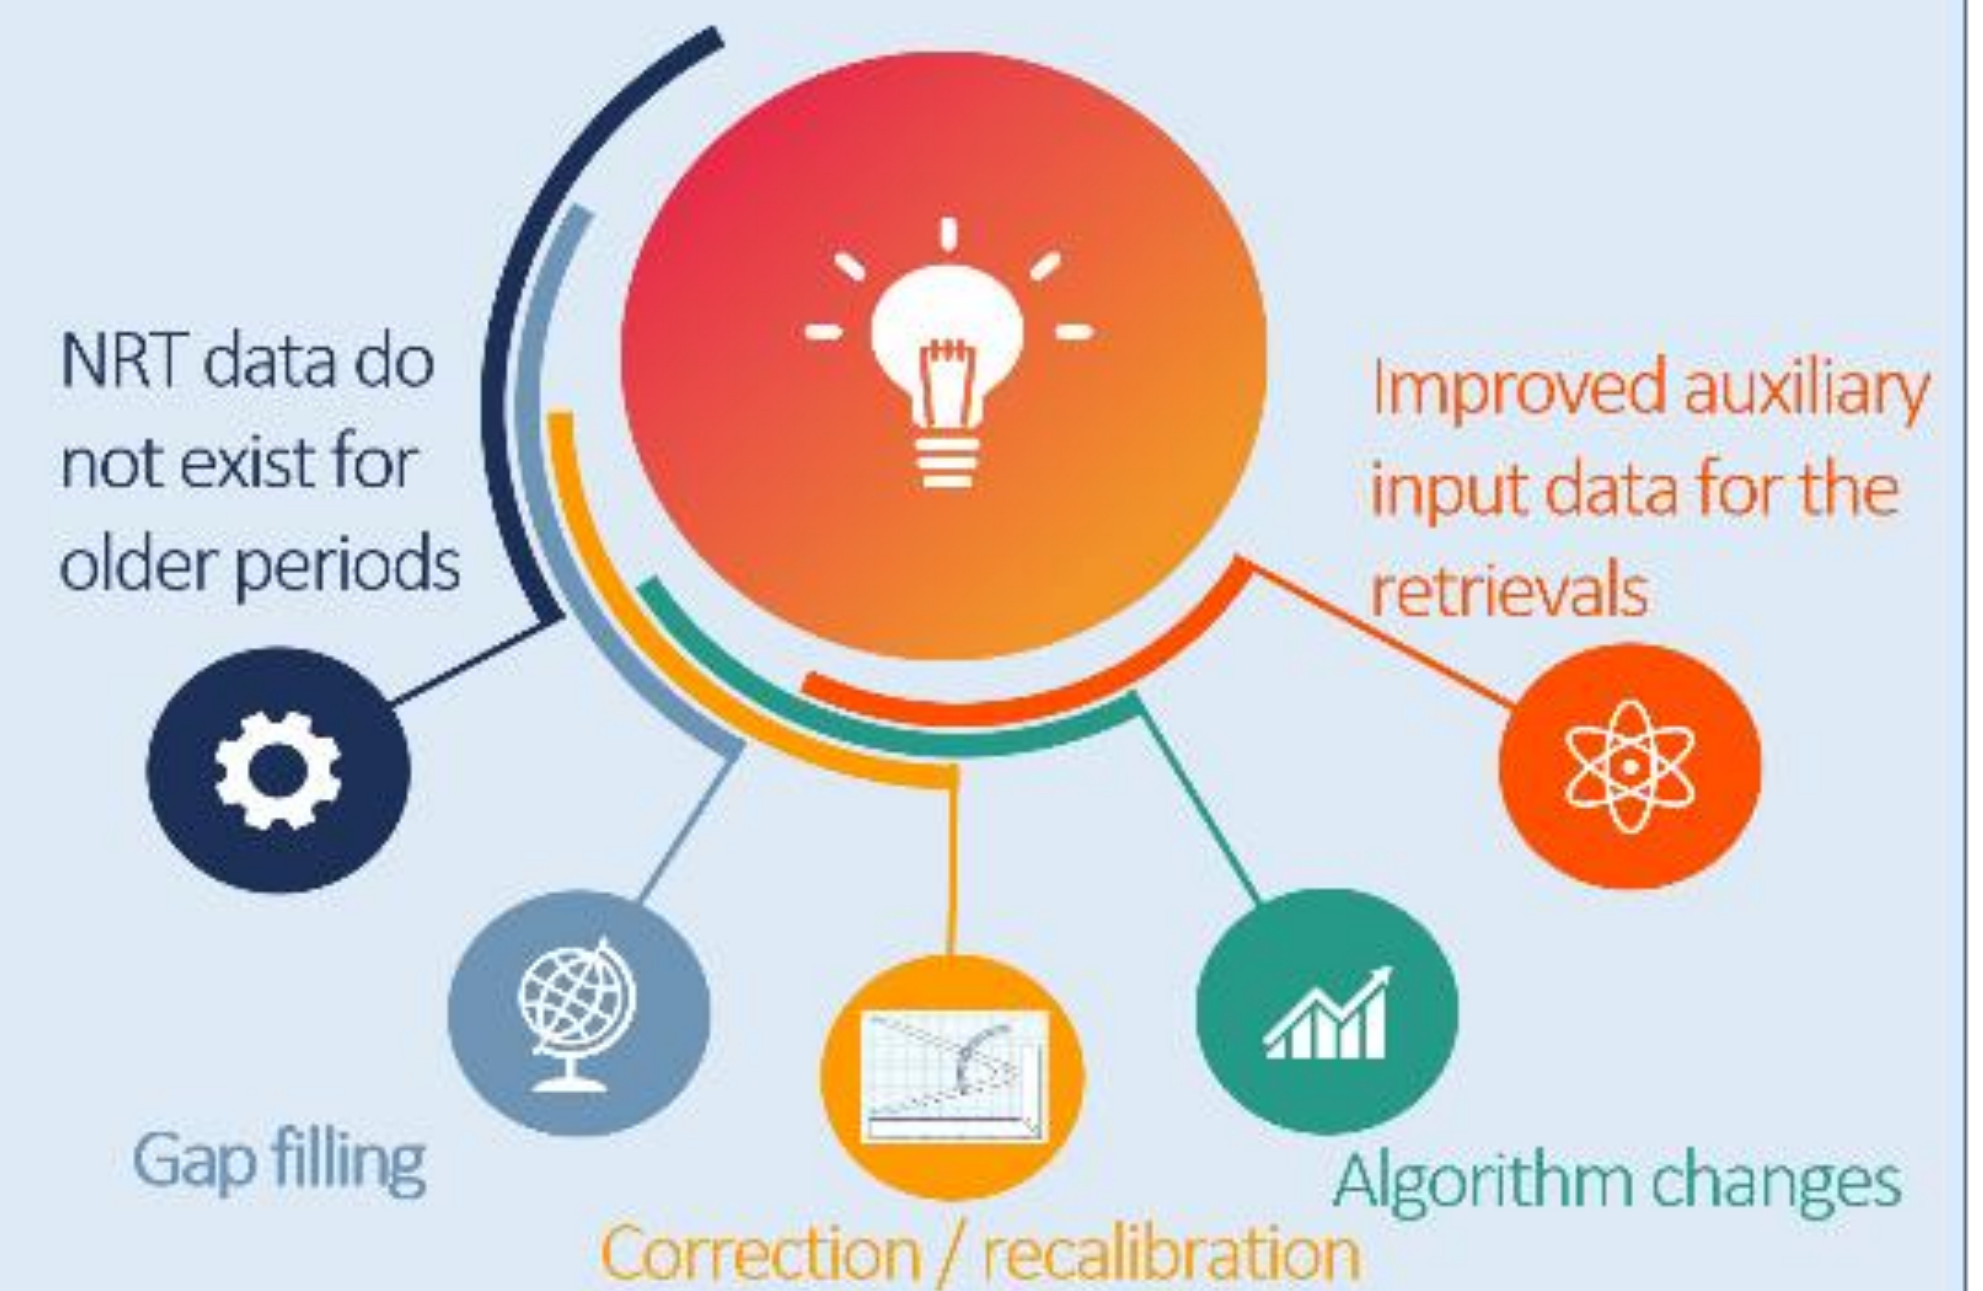 NRT data do
not exist for
older periods
Gap filling
Correction / recalibration
Algorithm changes
Improved auxiliary
input data for the
retrievals